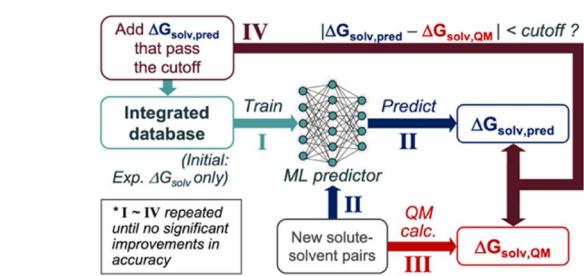 Add ΔGsolv,pred
that pass
the cutoff
IV
|ΔGsolv,pred − ΔGsolv,QM| < cutoff ?
Integrated
database
Train
I
Predict
II
ΔGsolv,pred
(Initial:
Exp. ΔGsolv only)
ML predictor
II
* I ~ IV repeated
until no significant
improvements in
accuracy
New solute-
solvent pairs
QM
calc.
III
ΔGsolv,QM